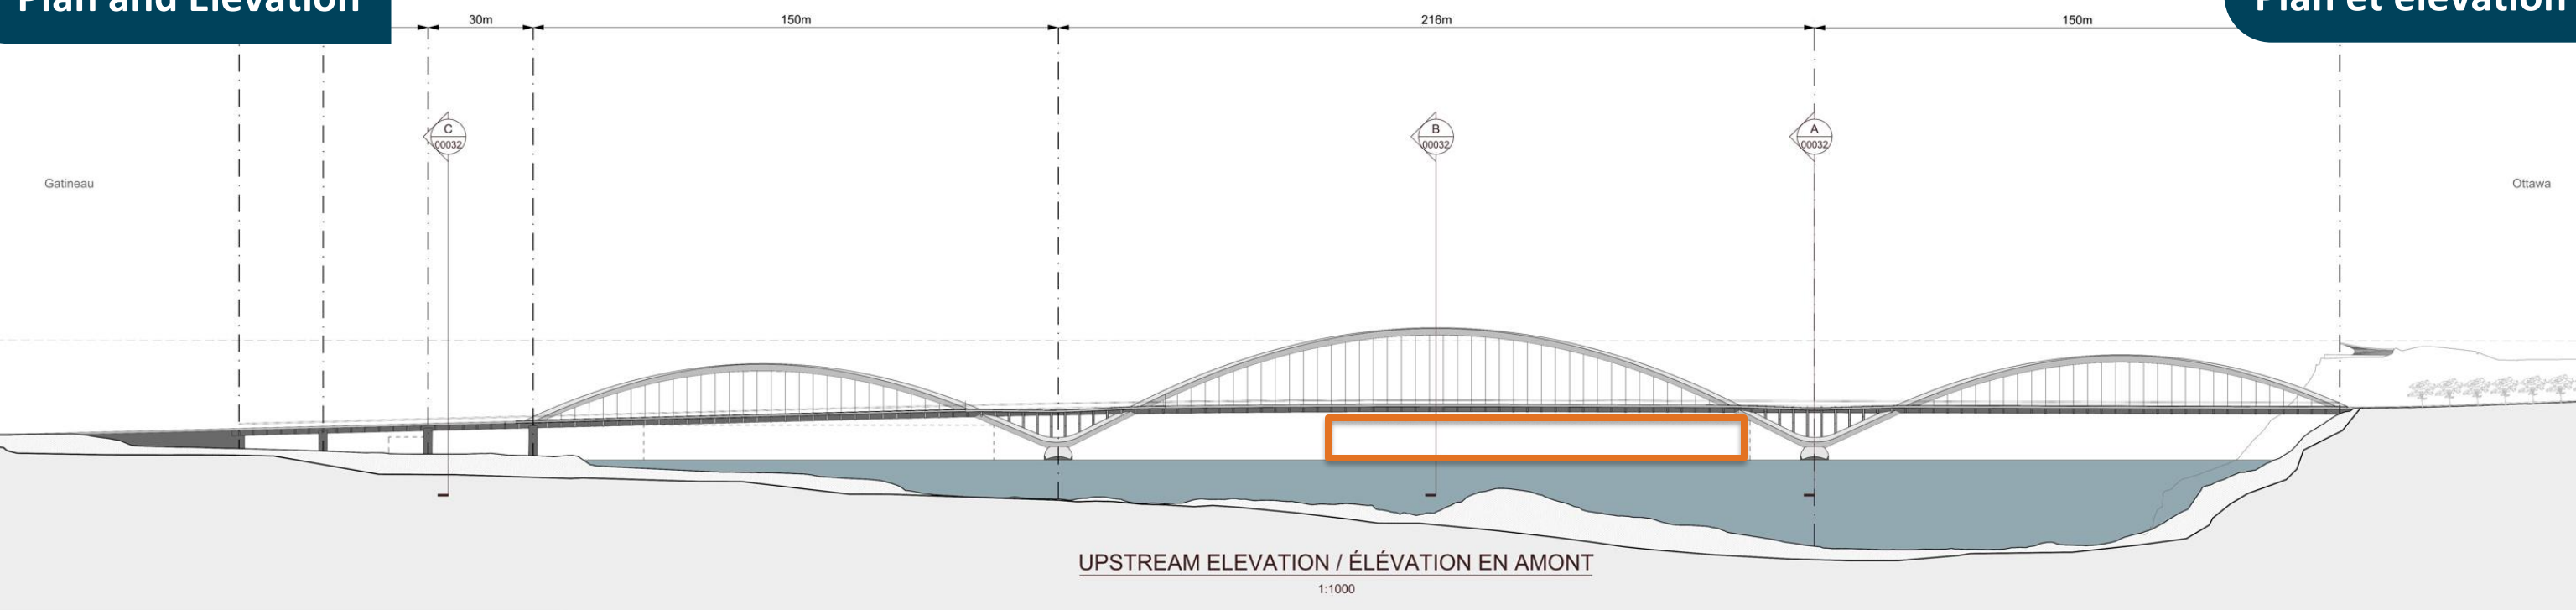 Plan and Elevation
Plan et élévation
30m
150m
216m
150m
C
00032
B
00032
A
00032
Gatineau
Ottawa
UPSTREAM ELEVATION / ÉLÉVATION EN AMONT
1:1000